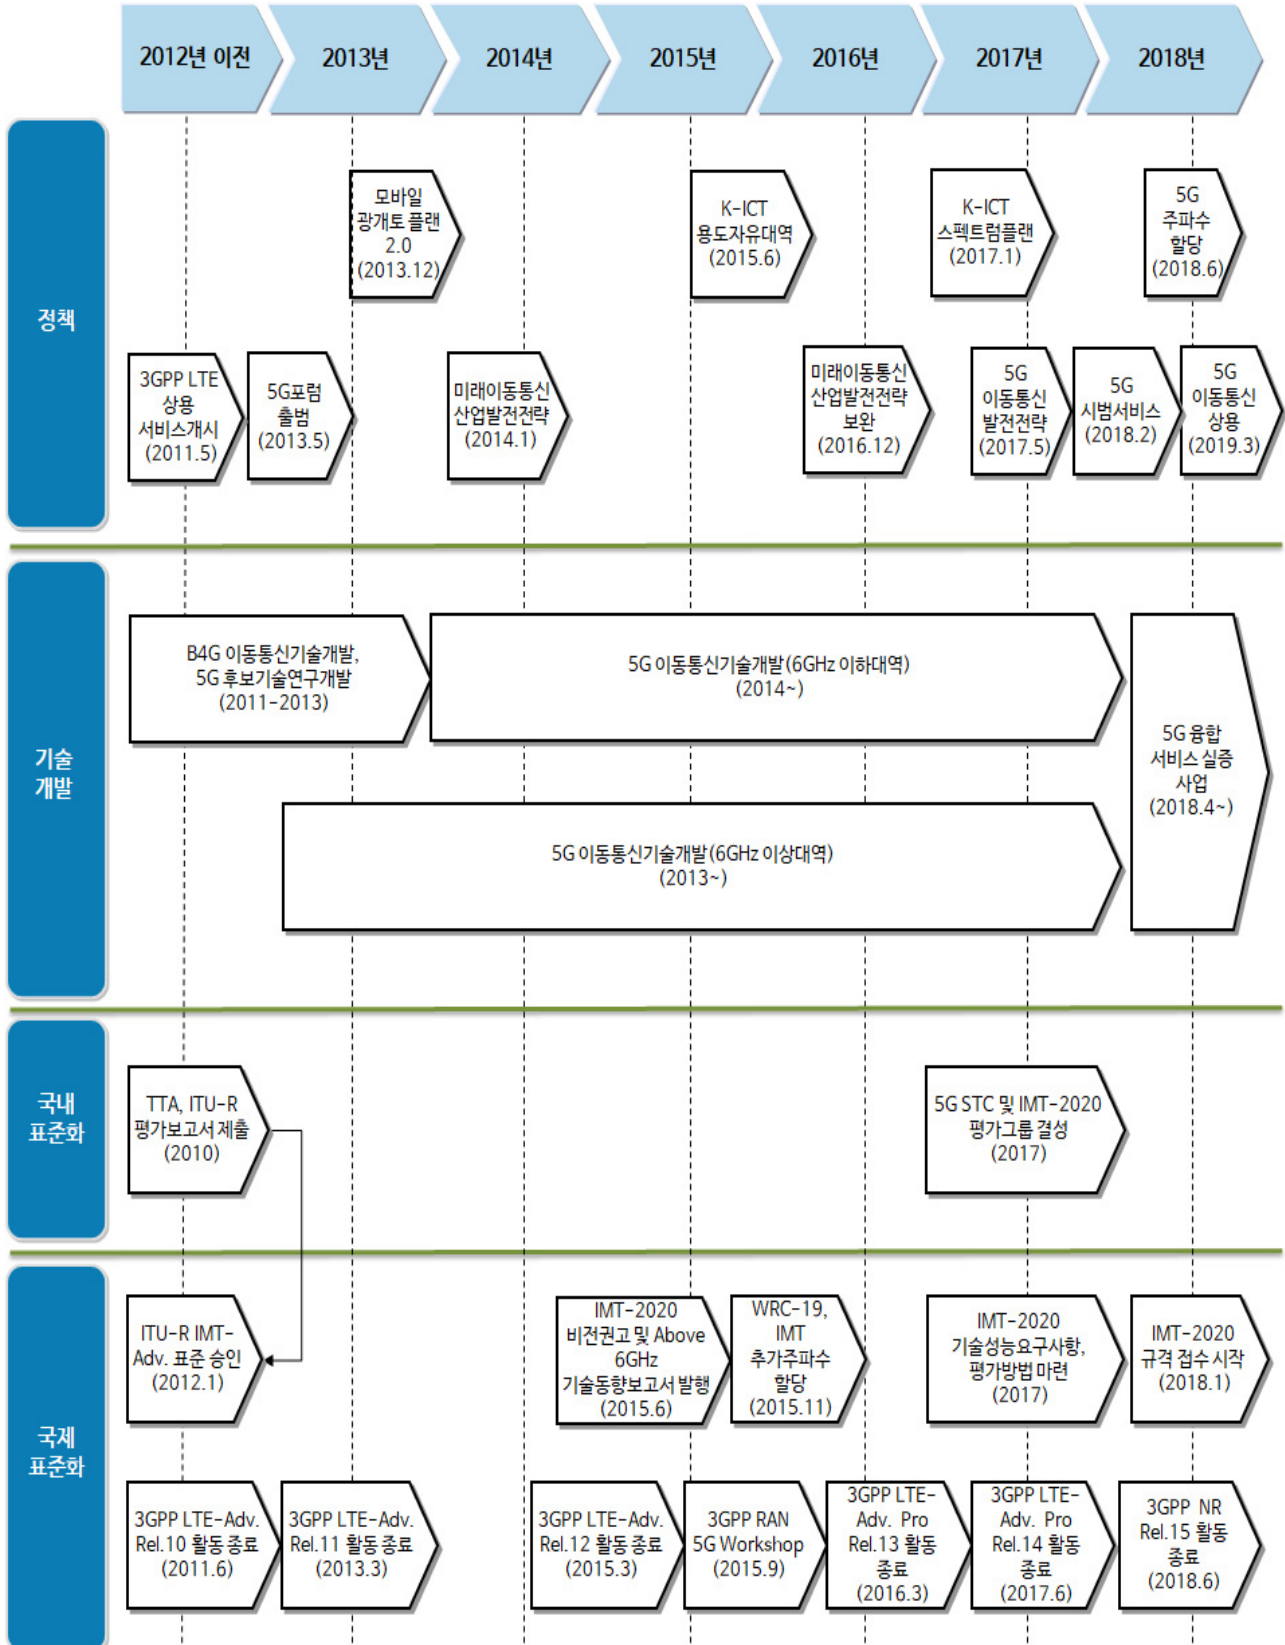 2012년 이전
2013년
2014년
2015년
2016년
2017년
2018년
정책
모바일
광개토 플랜
2.0
(2013.12)
K-ICT
용도자유대역
(2015.6)
K-ICT
스펙트럼플랜
(2017.1)
5G
주파수
할당
(2018.6)
3GPP LTE
상용
서비스개시
(2011.5)
5G포럼
출범
(2013.5)
미래이동통신
산업발전전략
(2014.1)
미래이동통신
산업발전전략
보완
(2016.12)
5G
이동통신
발전전략
(2017.5)
5G
시범서비스
(2018.2)
5G
이동통신
상용
(2019.3)
기술
개발
B4G 이동통신기술개발,
5G 후보기술연구개발
(2011-2013)
5G 이동통신기술개발(6GHz 이하대역)
(2014~)
5G 융합
서비스 실증
사업
(2018.4~)
5G 이동통신기술개발(6GHz 이상대역)
(2013~)
국내
표준화
TTA, ITU-R
평가보고서 제출
(2010)
5G STC 및 IMT-2020
평가그룹 결성
(2017)
국제
표준화
ITU-R IMT-
Adv. 표준 승인
(2012.1)
IMT-2020
비전권고 및 Above
6GHz
기술동향보고서 발행
(2015.6)
WRC-19,
IMT
추가주파수
할당
(2015.11)
IMT-2020
기술성능요구사항,
평가방법 마련
(2017)
IMT-2020
규격 접수 시작
(2018.1)
3GPP LTE-Adv.
Rel.10 활동 종료
(2011.6)
3GPP LTE-Adv.
Rel.11 활동 종료
(2013.3)
3GPP LTE-Adv.
Rel.12 활동 종료
(2015.3)
3GPP RAN
5G Workshop
(2015.9)
3GPP LTE-
Adv. Pro
Rel.13 활동
종료
(2016.3)
3GPP LTE-
Adv. Pro
Rel.14 활동
종료
(2017.6)
3GPP NR
Rel.15 활동
종료
(2018.6)